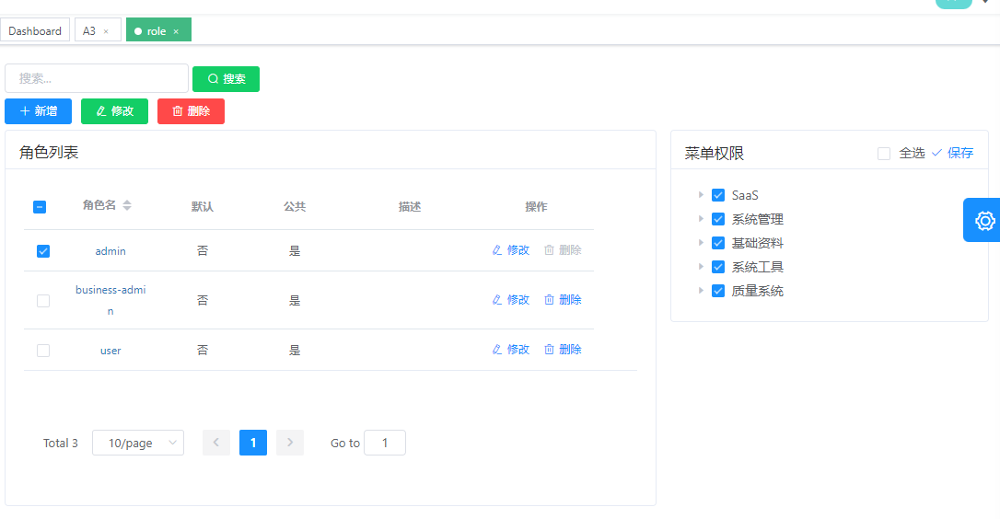 Dashboard A3 × role ×
搜索... 搜索
新增 修改 删除
角色列表
角色名 默认 公共 描述 操作
admin 否 是 修改 删除
business-admi
n 否 是 修改 删除
user 否 是 修改 删除
Total 3 10/page 1 Go to 1
菜单权限 全选 保存
SaaS
系统管理
基础资料
系统工具
质量系统